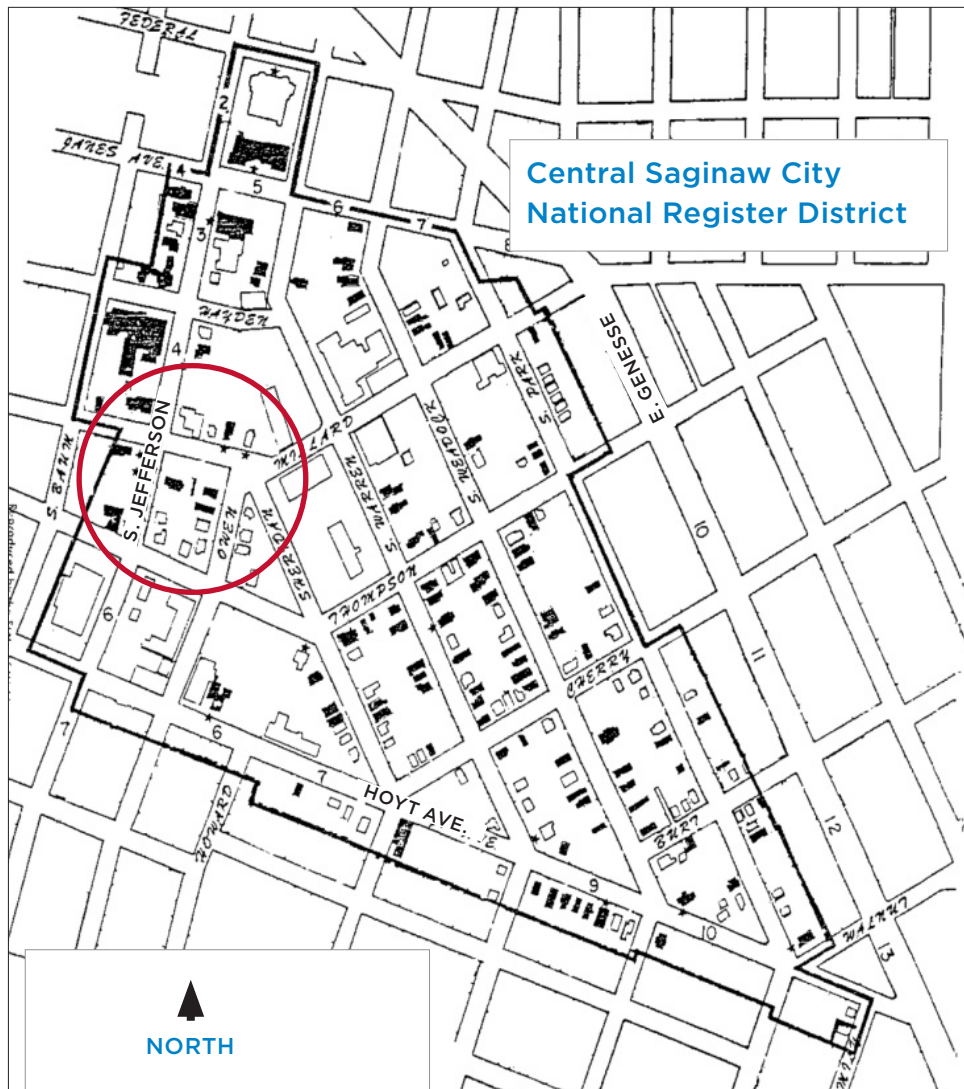 FEDERAL
2
JANES AVE.
4
5
Central Saginaw City
National Register District
6
7
8
3
HAYDEN
4
S. PARK
E. GENESSE
S. JEFFERSON
MILLARD
S. WEADOCK
S. WARREN
S. BAUM
OWEN
SHERIDAN
THOMPSON
10
6
CHERRY
11
7
6
7
HOYT AVE.
HOWARD
BURT
12
9
10
WALNUT
13
NORTH